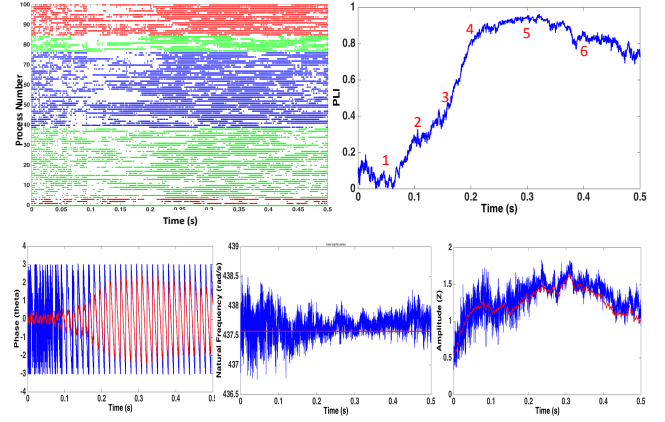 100
90
80
70
60
50
40
30
20
10
0
Process Number
0 0.05 0.1 0.15 0.2 0.25 0.3 0.35 0.4 0.45 0.5
Time (s)
1
0.8
0.6
0.4
0.2
0
PLI
1 2 3 4 5 6
0 0.1 0.2 0.3 0.4 0.5
Time (s)
4
3
2
1
0
-1
-2
-3
Phase (theta)
0 0.1 0.2 0.3 0.4 0.5
Time (s)
439
438.5
438
437.5
437
436.5
Natural Frequency (rad/s)
0 0.1 0.2 0.3 0.4 0.5
Time (s)
2
1.5
1
0.5
0
Amplitude (Z)
0 0.1 0.2 0.3 0.4 0.5
Time (s)